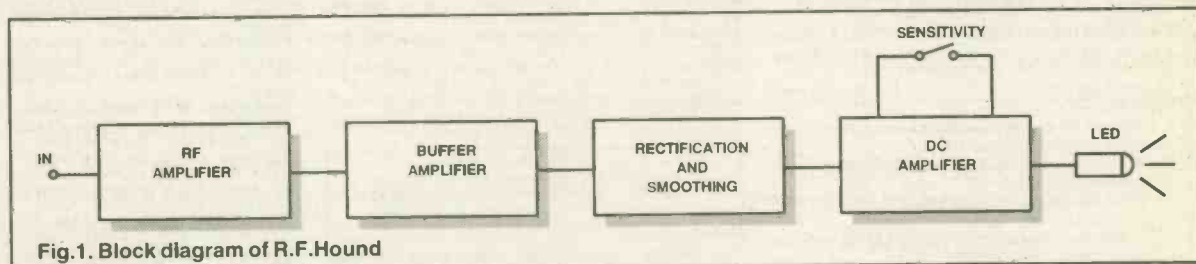 SENSITIVITY
IN
RF
AMPLIFIER
BUFFER
AMPLIFIER
RECTIFICATION
AND
SMOOTHING
DC
AMPLIFIER
LED
Fig.1. Block diagram of R.F.Hound